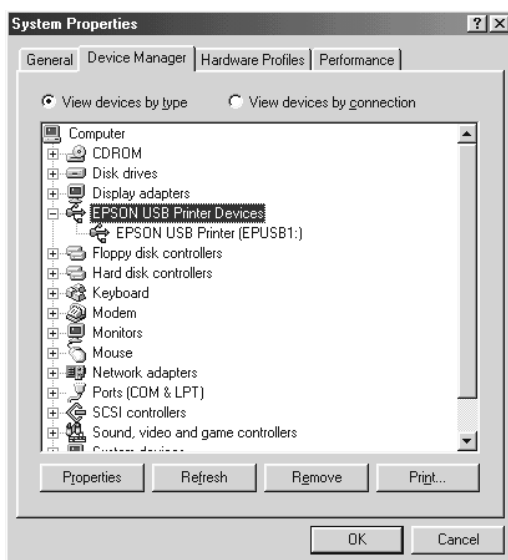 System Properties
General Device Manager Hardware Profiles Performance
View devices by type View devices by connection
Computer
CDROM
Disk drives
Display adapters
EPSON USB Printer Devices
EPSON USB Printer (EPUSB1:)
Floppy disk controllers
Hard disk controllers
Keyboard
Modem
Monitors
Mouse
Network adapters
Ports (COM & LPT)
SCSI controllers
Sound, video and game controllers
System devices
Properties Refresh Remove Print...
OK Cancel